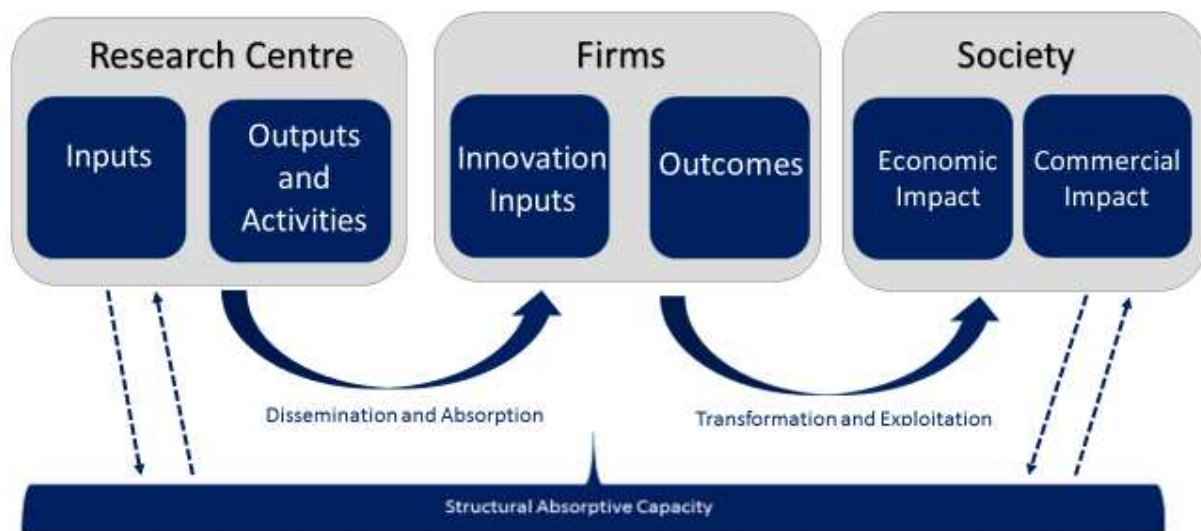 Research Centre
Inputs
Outputs
and
Activities
Firms
Innovation
Inputs
Outcomes
Society
Economic
Impact
Commercial
Impact
Dissemination and Absorption
Transformation and Exploitation
Structural Absorptive Capacity